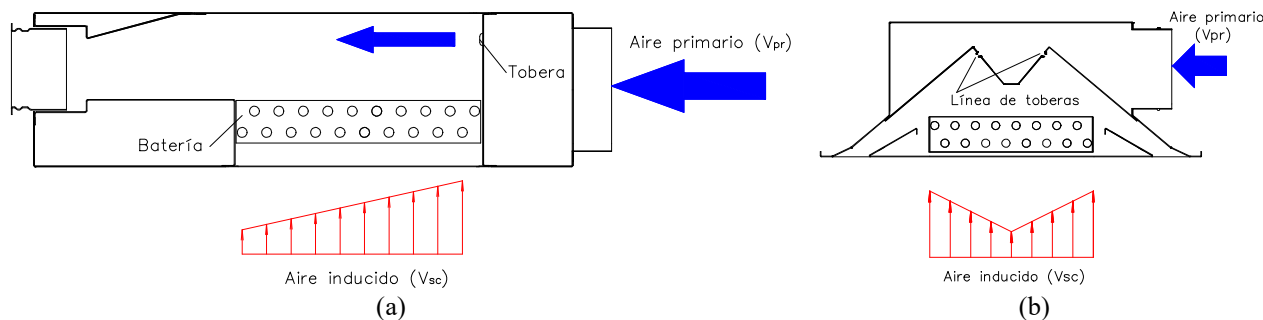 Aire primario (Vpr)
Tobera
Batería
Aire inducido (Vsc)
(a)
Aire primario
(Vpr)
Línea de toberas
Aire inducido (Vsc)
(b)